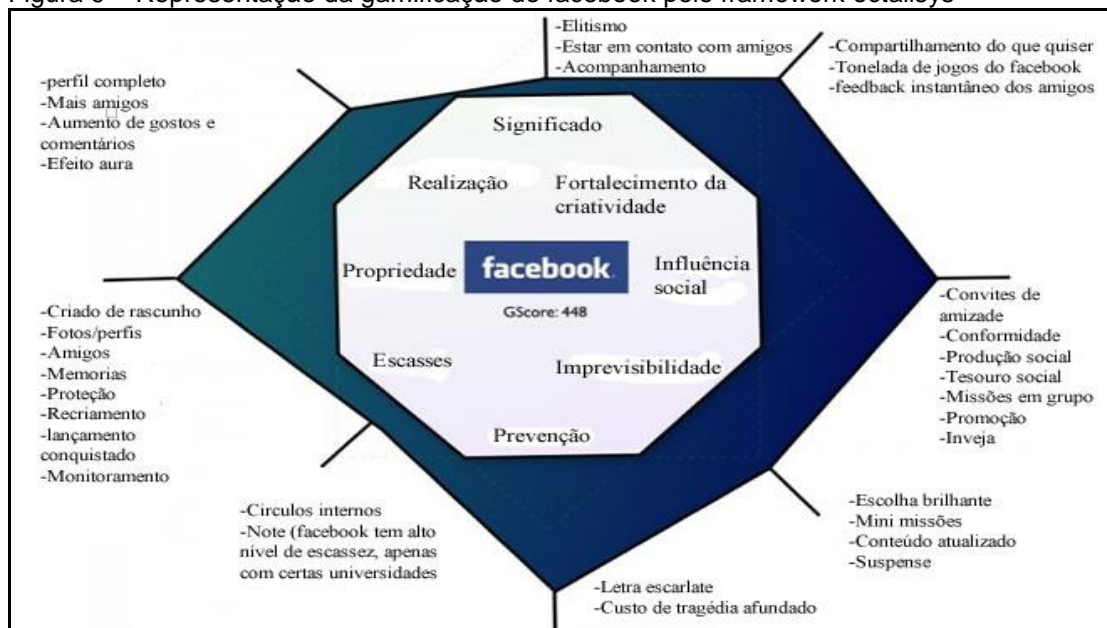 Figura 6 – Representação da gamificação do facebook pelo framework octalisys
-Elitismo
-Estar em contato com amigos
-Acompanhamento
-Compartilhamento do que quiser
-Tonelada de jogos do facebook
-feedback instantâneo dos amigos
-perfil completo
-Mais amigos
-Aumento de gostos e
comentários
-Efeito aura
Significado
Realização
Fortalecimento da
criatividade
Propriedade
facebook
GScore: 448
Influência
social
Escasses
Imprevisibilidade
Prevenção
-Criado de rascunho
-Fotos/perfis
-Amigos
-Memorias
-Proteção
-Recriamento
-lançamento
conquistado
-Monitoramento
-Convites de
amizade
-Conformidade
-Produção social
-Tesouro social
-Missões em grupo
-Promoção
-Inveja
-Circulos internos
-Note (facebook tem alto
nível de escassez, apenas
com certas universidades
-Escolha brilhante
-Mini missões
-Conteúdo atualizado
-Suspense
-Letra escarlate
-Custo de tragédia afundado